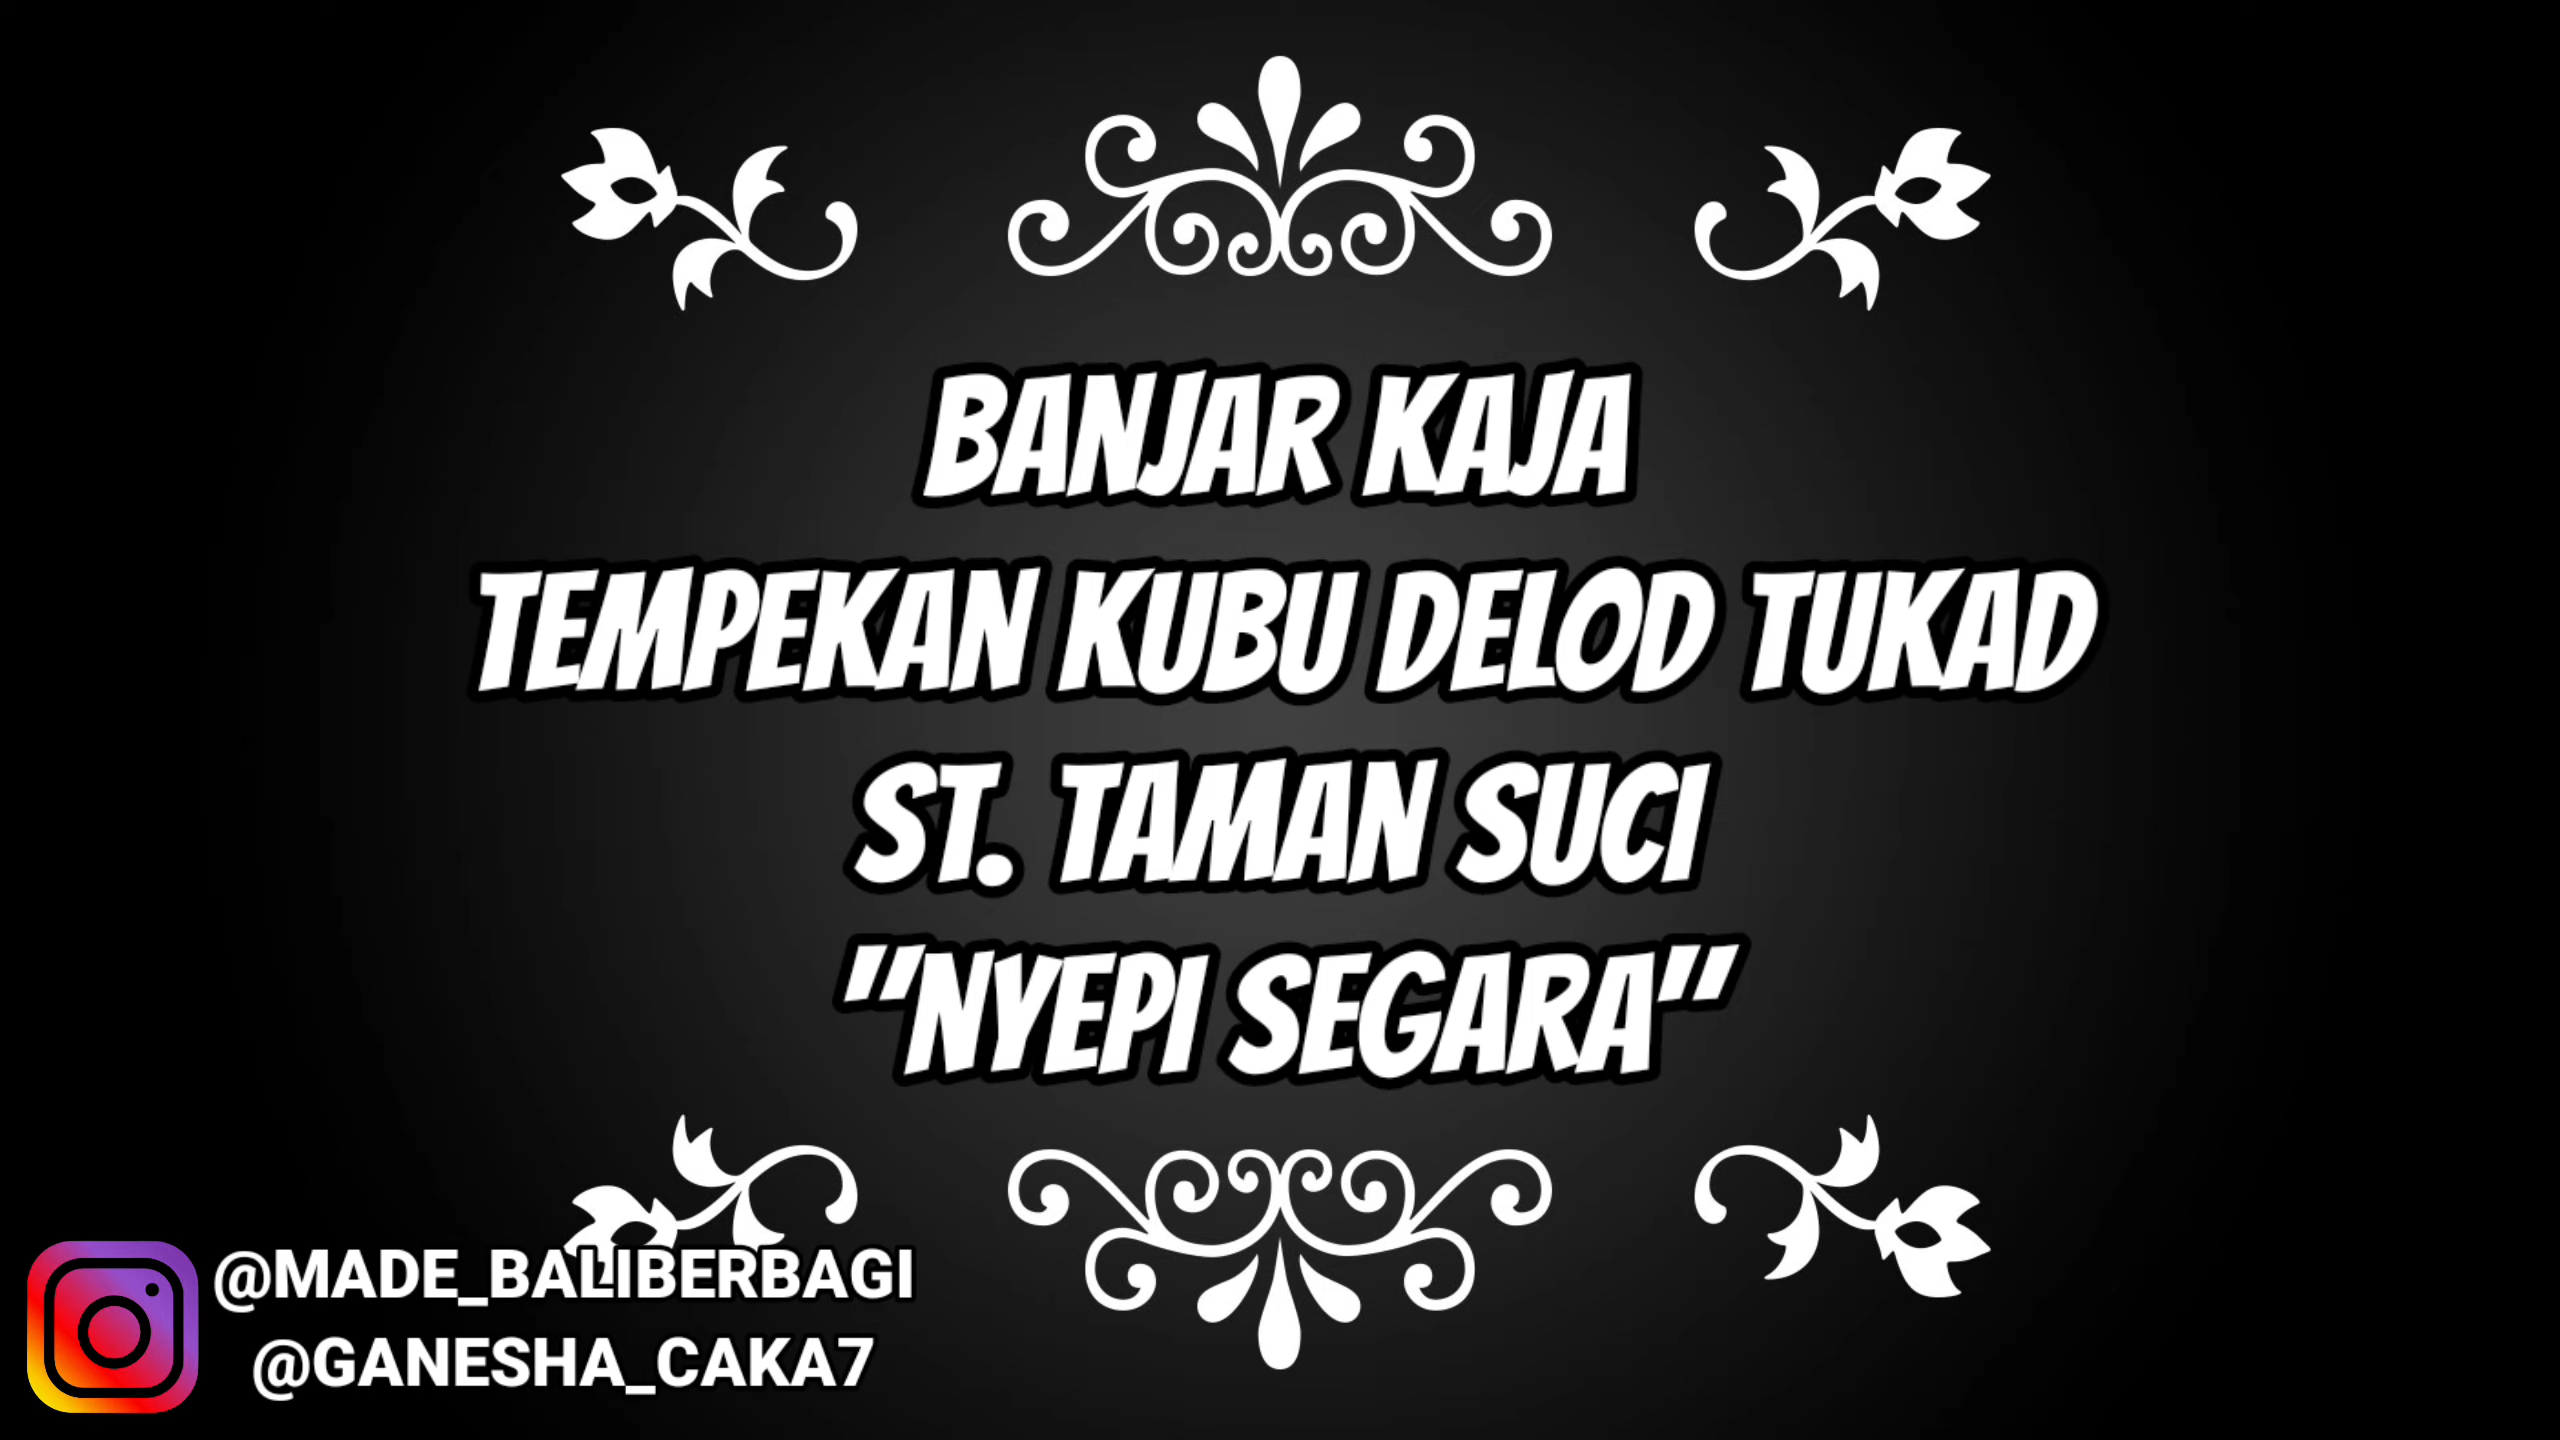 BANJAR KAJA
TEMPEKAN KUBU DELOD TUKAD
ST. TAMAN SUCI
"NYEPI SEGARA"
@MADE_BALIBERBAGI
@GANESHA_CAKA7